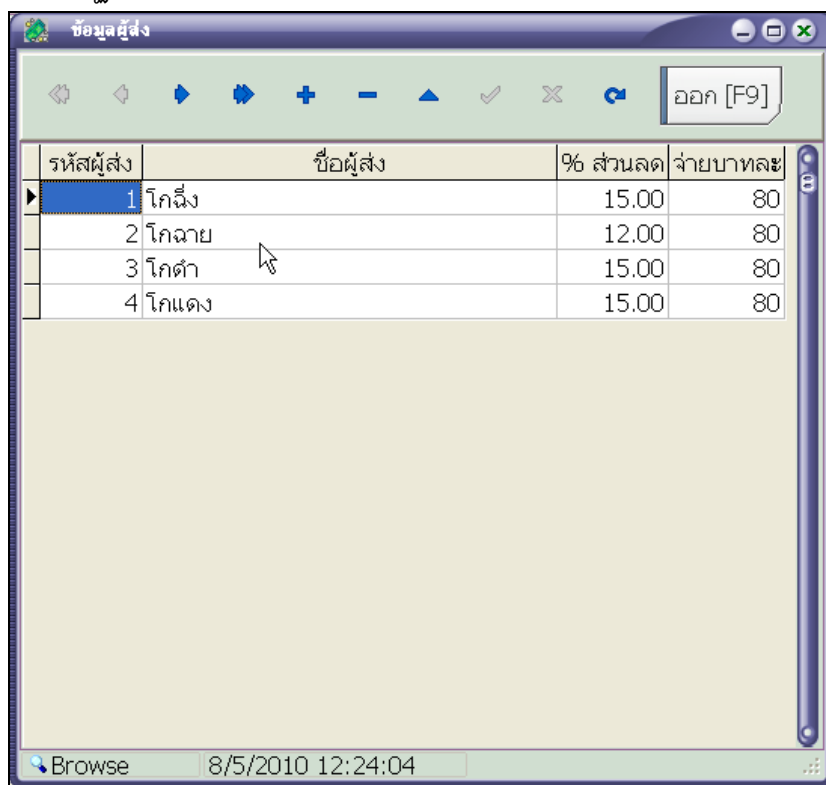 ข้อมูลผู้ส่ง
ออก [F9]
รหัสผู้ส่ง ชื่อผู้ส่ง % ส่วนลด จ่ายบาทละ
1 โกฉิ่ง 15.00 80
2 โกฉาย 12.00 80
3 โกดำ 15.00 80
4 โกแดง 15.00 80
Browse 8/5/2010 12:24:04